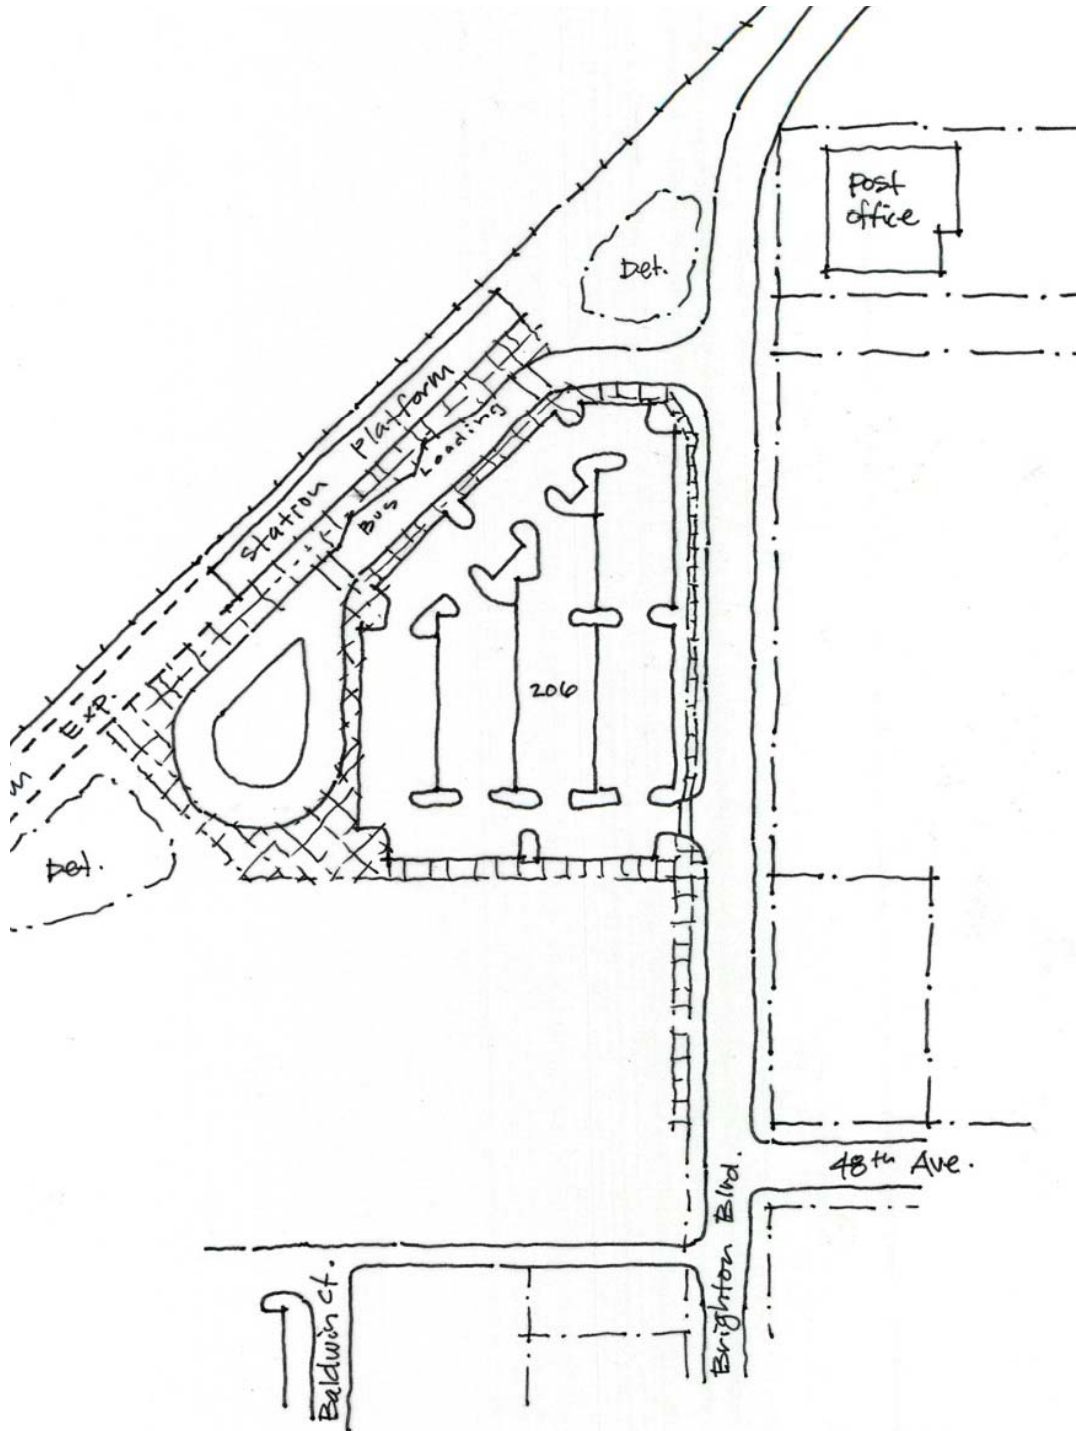 Post
office
Det.
Station Platform
Bus Loading
206
Exp.
Det.
48th Ave.
Brighton Blvd.
Baldwin Ct.